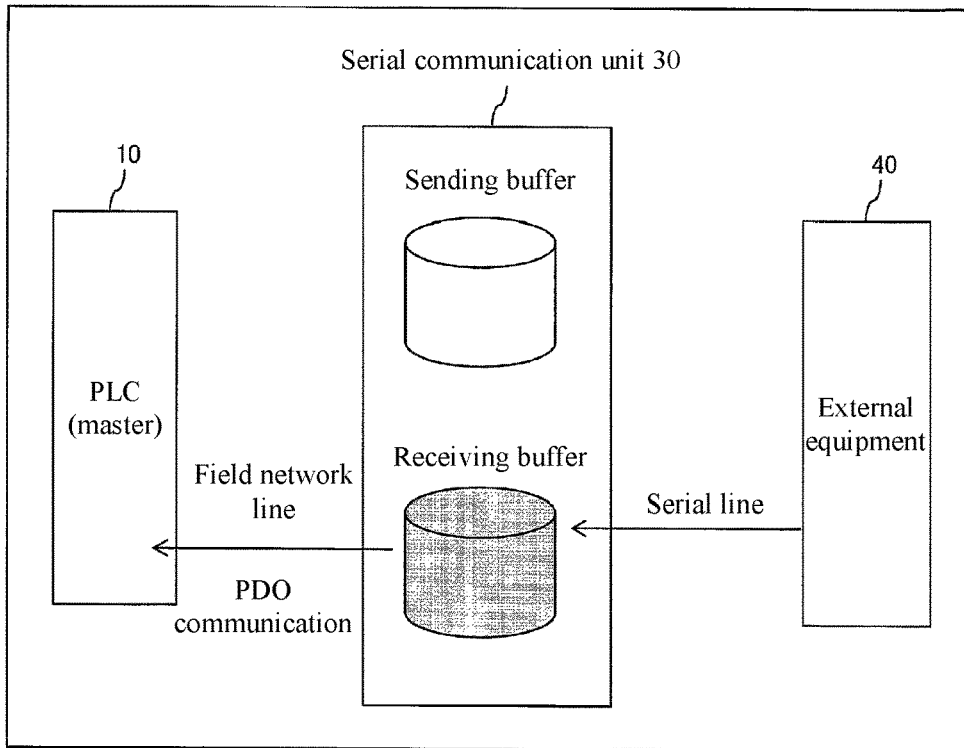 Serial communication unit 30
10
Sending buffer
40
PLC
(master)
External
equipment
Receiving buffer
Field network
line
Serial line
PDO
communication